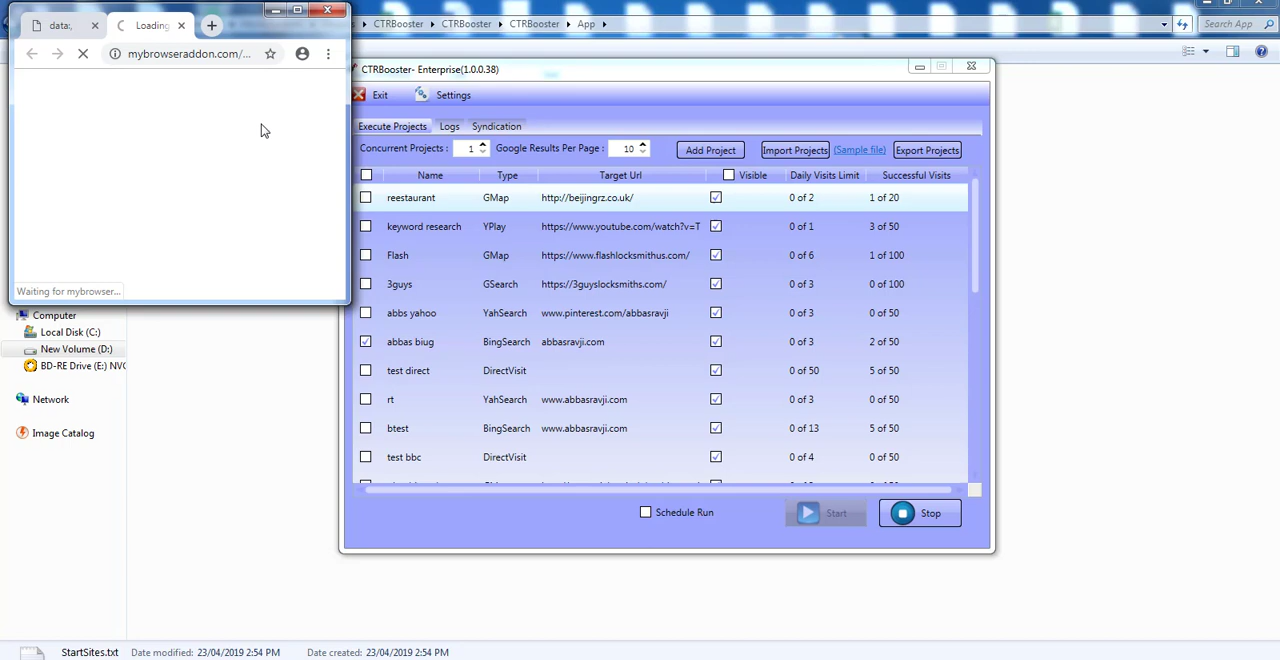 data:,
Loading
CTRBooster
CTRBooster
CTRBooster
App
Search App
mybrowseraddon.com/...
Waiting for mybrowser...
Computer
Local Disk (C:)
New Volume (D:)
BD-RE Drive (E:) NVC
Network
Image Catalog
CTRBooster- Enterprise(1.0.0.38)
Exit
Settings
Execute Projects
Logs
Syndication
Concurrent Projects : 1
Google Results Per Page : 10
Add Project
Import Projects
(Sample file)
Export Projects
Name Type Target Url Visible Daily Visits Limit Successful Visits
reestaurant GMap http://beijingrz.co.uk/ 0 of 2 1 of 20
keyword research YPlay https://www.youtube.com/watch?v=T 0 of 1 3 of 50
Flash GMap https://www.flashlocksmithus.com/ 0 of 6 1 of 100
3guys GSearch https://3guyslocksmiths.com/ 0 of 3 0 of 100
abbs yahoo YahSearch www.pinterest.com/abbasravji 0 of 3 0 of 50
abbas biug BingSearch abbasravji.com 0 of 3 2 of 50
test direct DirectVisit 0 of 50 5 of 50
rt YahSearch www.abbasravji.com 0 of 3 0 of 50
btest BingSearch www.abbasravji.com 0 of 13 5 of 50
test bbc DirectVisit 0 of 4 0 of 50
Schedule Run
Start
Stop
StartSites.txt Date modified: 23/04/2019 2:54 PM Date created: 23/04/2019 2:54 PM